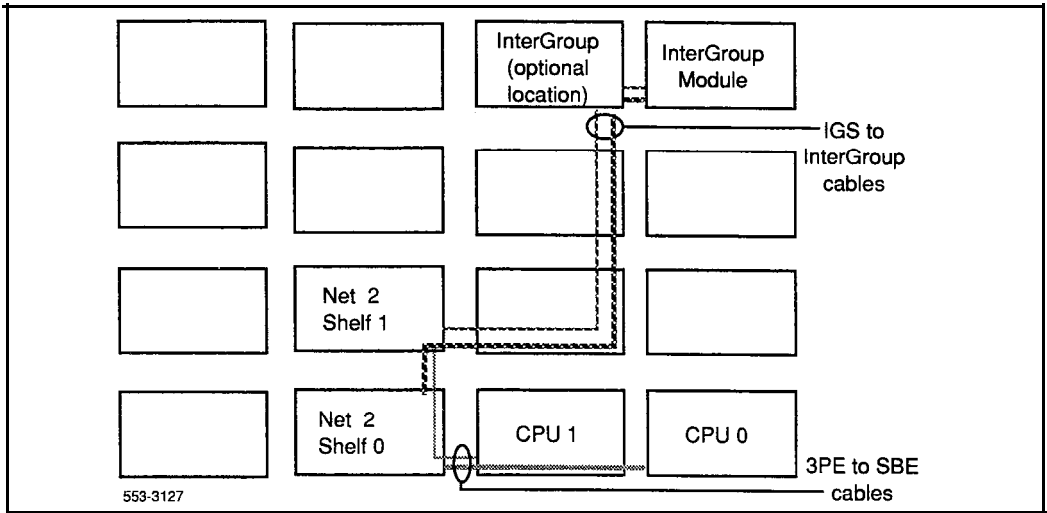 InterGroup
(optional
location)
InterGroup
Module
IGS to
InterGroup
cables
Net 2
Shelf 1
Net 2
Shelf 0
CPU 1
CPU 0
3PE to SBE
cables
553-3127